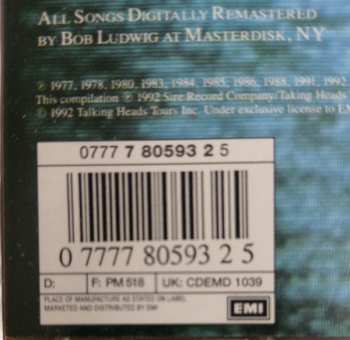 ALL SONGS DIGITALLY REMASTERED
BY BOB LUDWIG AT MASTERDISK, NY
℗ 1977, 1978, 1980, 1983, 1984, 1985, 1986, 1988, 1991, 1992
This compilation ℗ 1992 Sire Record Company/Talking Heads
© 1992 Talking Heads Tours Inc. Under exclusive license to EM
0777 7 80593 2 5
0 7777 80593 2 5
D: F: PM 518 UK: CDEMD 1039
PLACE OF MANUFACTURE AS STATED ON LABEL
MARKETED AND DISTRIBUTED BY EMI
EMI